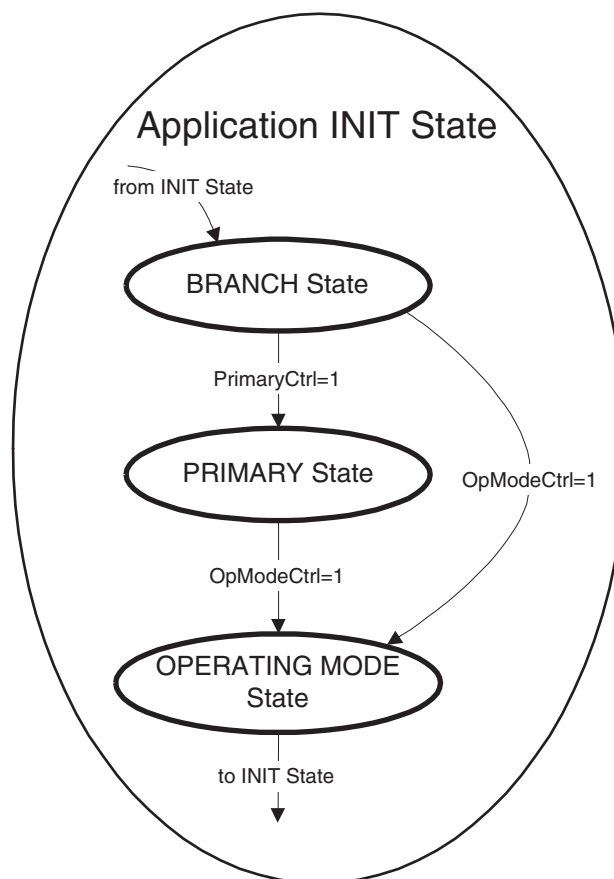 Application INIT State
from INIT State
BRANCH State
PrimaryCtrl=1
PRIMARY State
OpModeCtrl=1
OpModeCtrl=1
OPERATING MODE
State
to INIT State